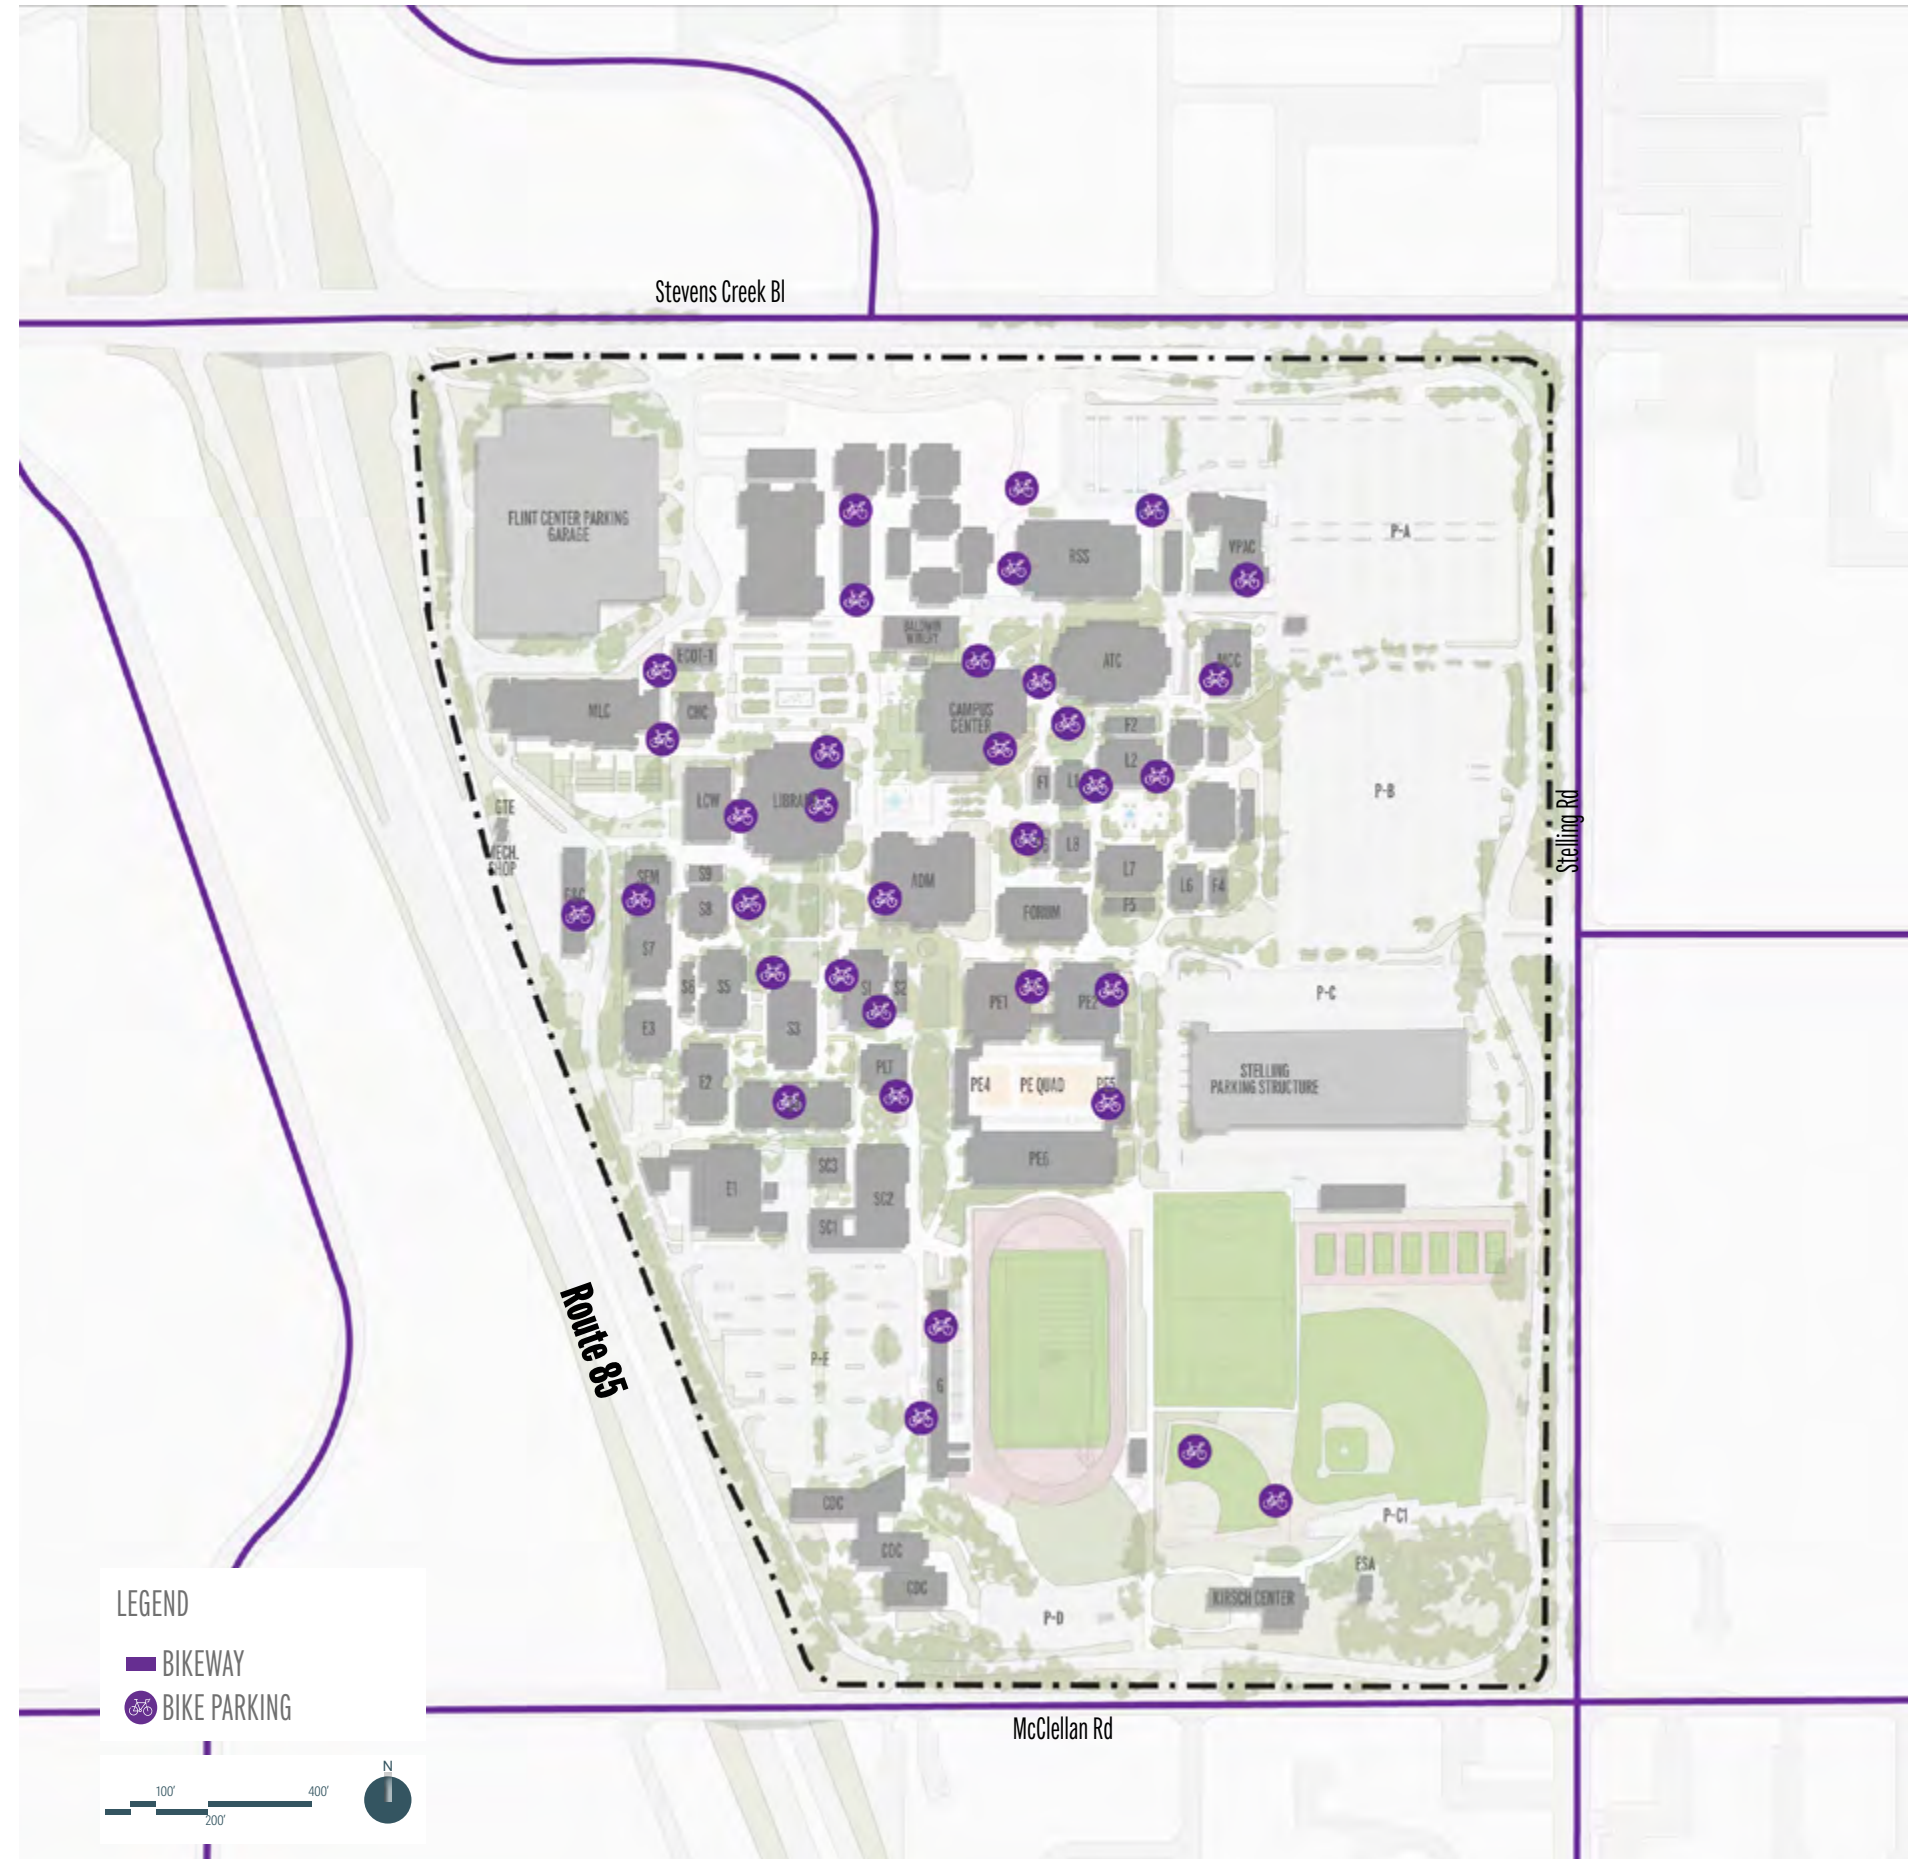 Stevens Creek Bl
FLINT CENTER PARKING
GARAGE
P-A
RSS
VPAC
BALDWIN
WINERY
ECOT-1
ATC
MCC
MLC
CHC
CAMPUS
CENTER
F2
L2
F1
L1
P-B
Stelling Rd
GTE
LCW
LIBRA
MECH.
SHOP
L8
L7
ADM
SEM
S9
S8
L6
F4
F5
FORUM
S7
S6
S5
S1
S2
PE1
PE2
P-C
E3
S3
E2
PLT
PE4
PE QUAD
PE5
STELLING
PARKING STRUCTURE
PE6
SC3
E1
SC2
SC1
Route 85
P-E
G
CDC
CDC
CDC
P-C1
ESA
KIRSCH CENTER
P-D
McClellan Rd
LEGEND
BIKEWAY
BIKE PARKING
N
100'
400'
200'